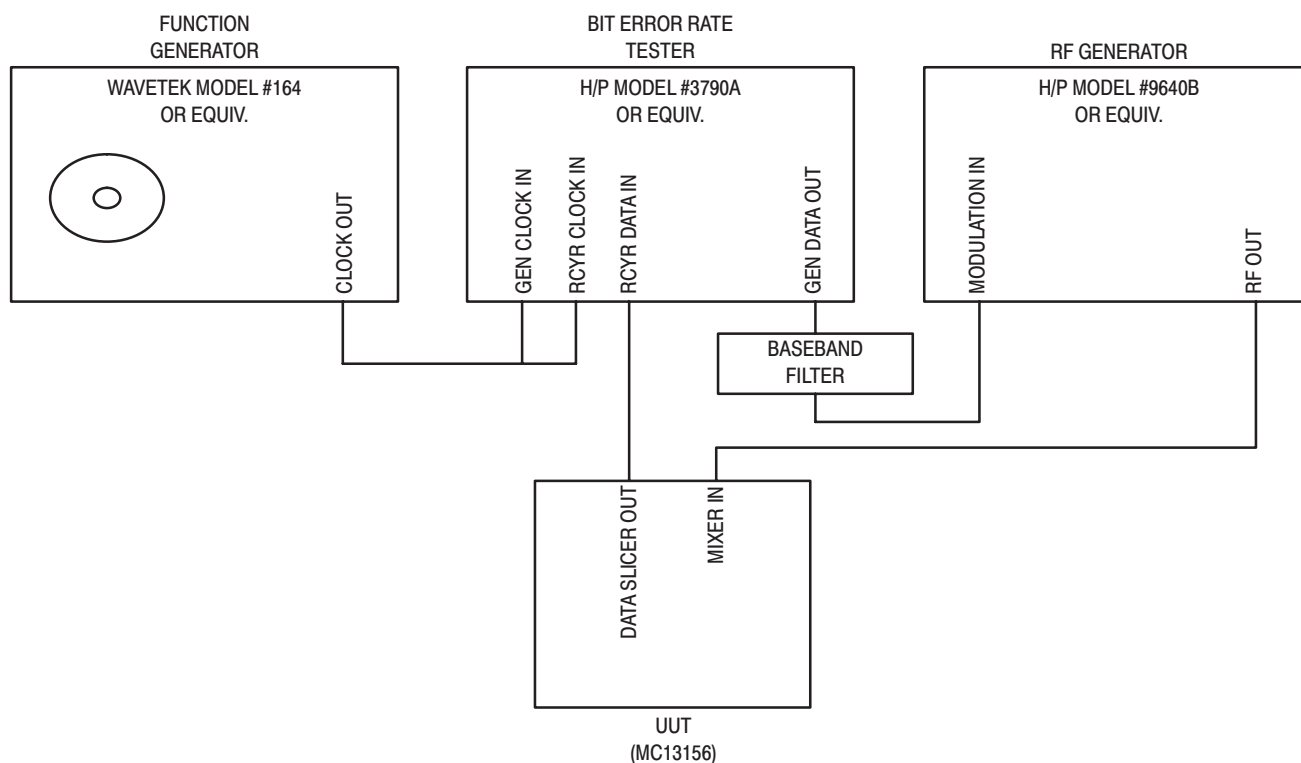 FUNCTION
GENERATOR
WAVETEK MODEL #164
OR EQUIV.
CLOCK OUT
BIT ERROR RATE
TESTER
H/P MODEL #3790A
OR EQUIV.
GEN CLOCK IN
RCYR CLOCK IN
RCYR DATA IN
GEN DATA OUT
RF GENERATOR
H/P MODEL #9640B
OR EQUIV.
MODULATION IN
RF OUT
BASEBAND
FILTER
DATA SLICER OUT
MIXER IN
UUT
(MC13156)